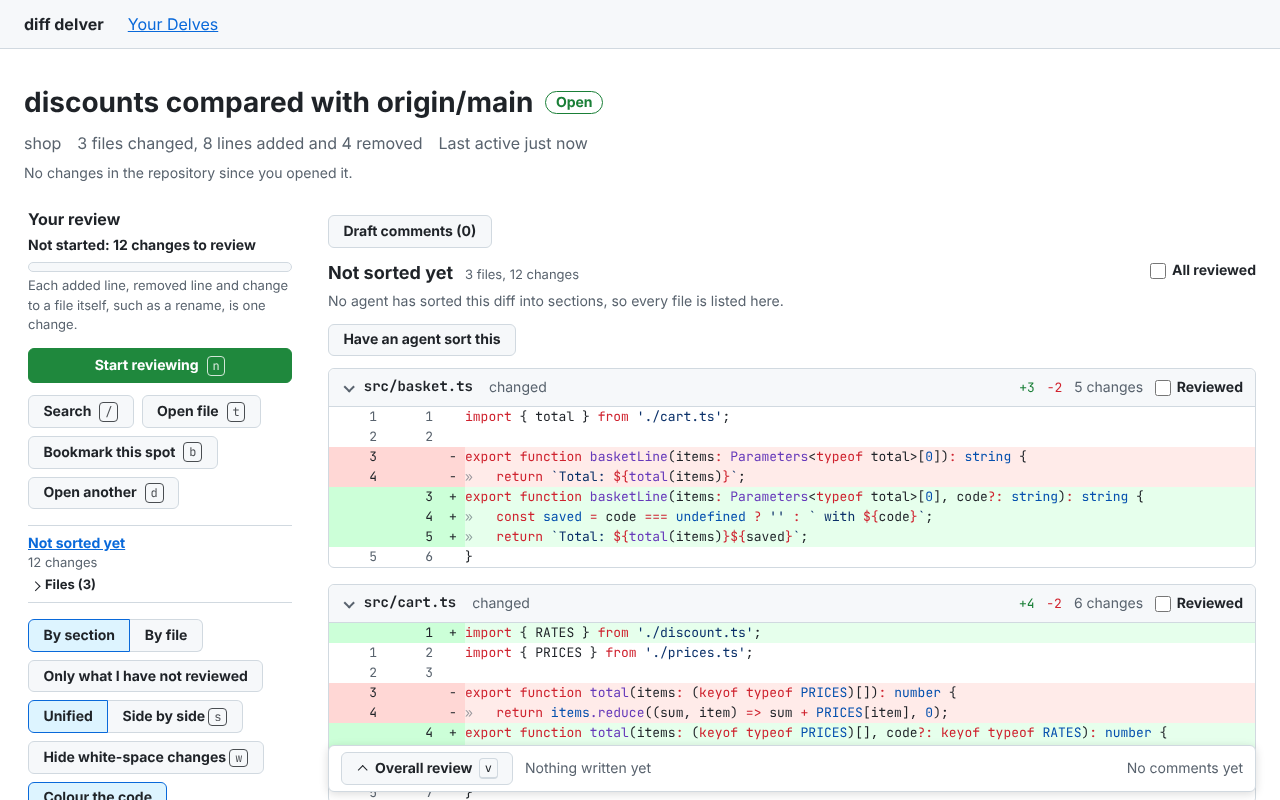 diff delver Your Delves
discounts compared with origin/main Open
shop 3 files changed, 8 lines added and 4 removed Last active just now
No changes in the repository since you opened it.
Your review
Not started: 12 changes to review
Each added line, removed line and change
to a file itself, such as a rename, is one
change.
Start reviewing n
Search / Open file t
Bookmark this spot b
Open another d
Not sorted yet
12 changes
Files (3)
By section By file
Only what I have not reviewed
Unified Side by side s
Hide white-space changes w
Colour the code
Draft comments (0)
Not sorted yet 3 files, 12 changes All reviewed
No agent has sorted this diff into sections, so every file is listed here.
Have an agent sort this
src/basket.ts changed +3 -2 5 changes Reviewed
1 1 import { total } from './cart.ts';
2 2
3 - export function basketLine(items: Parameters<typeof total>[0]): string {
4 - » return `Total: ${total(items)}`;
3 + export function basketLine(items: Parameters<typeof total>[0], code?: string): string {
4 + » const saved = code === undefined ? '' : ` with ${code}`;
5 + » return `Total: ${total(items)}${saved}`;
5 6 }
src/cart.ts changed +4 -2 6 changes Reviewed
1 + import { RATES } from './discount.ts';
1 2 import { PRICES } from './prices.ts';
2 3
3 - export function total(items: (keyof typeof PRICES)[]): number {
4 - » return items.reduce((sum, item) => sum + PRICES[item], 0);
4 + export function total(items: (keyof typeof PRICES)[], code?: keyof typeof RATES): number {
Overall review v Nothing written yet No comments yet
5 7 }